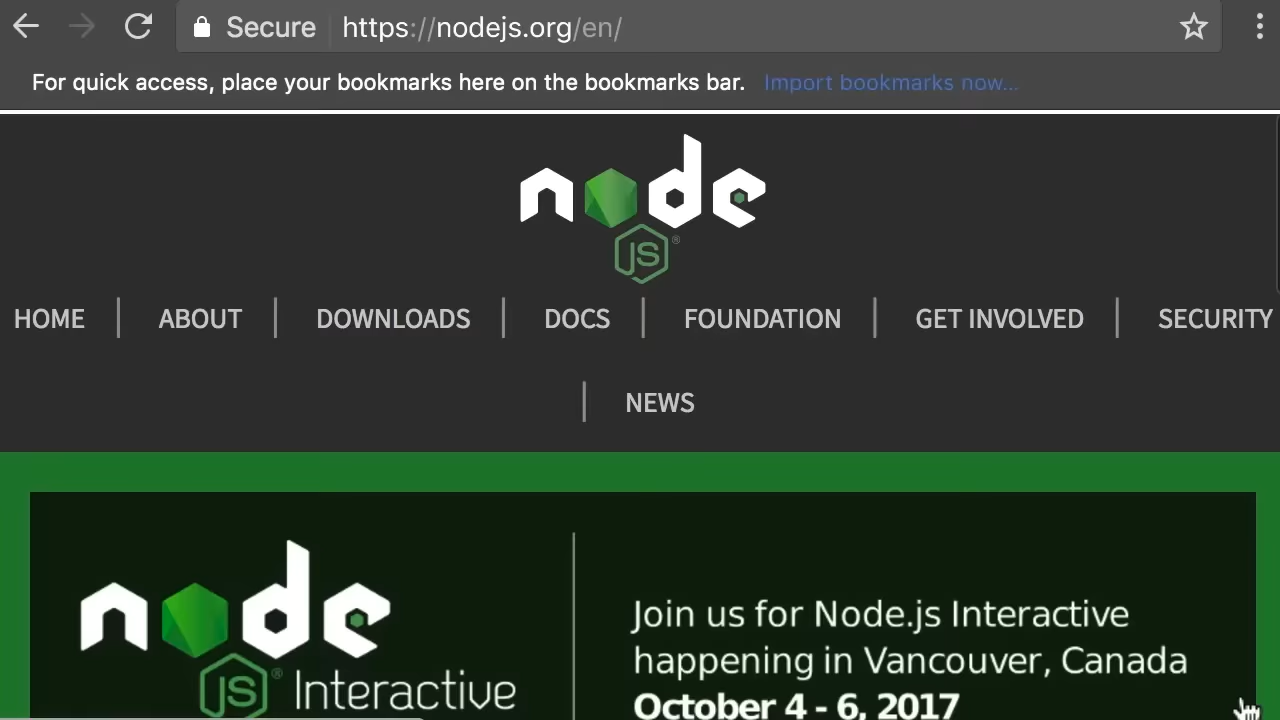 Secure https://nodejs.org/en/
For quick access, place your bookmarks here on the bookmarks bar. Import bookmarks now...
node
JS ®
HOME ABOUT DOWNLOADS DOCS FOUNDATION GET INVOLVED SECURITY
NEWS
node
JS ® Interactive
Join us for Node.js Interactive
happening in Vancouver, Canada
October 4 - 6, 2017